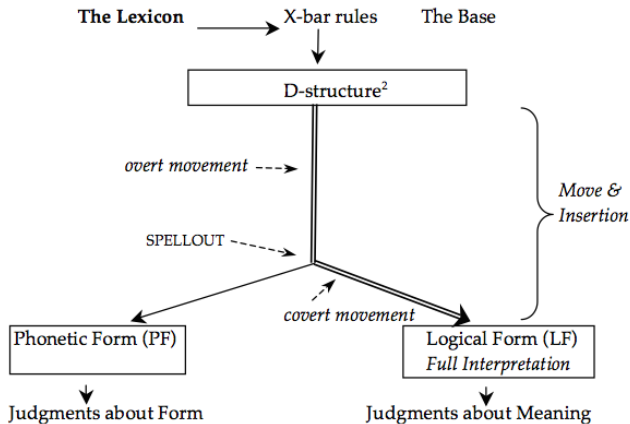 The Lexicon X-bar rules The Base
D-structure²
overt movement
Move &
Insertion
SPELLOUT
covert movement
Phonetic Form (PF)
Logical Form (LF)
Full Interpretation
Judgments about Form
Judgments about Meaning